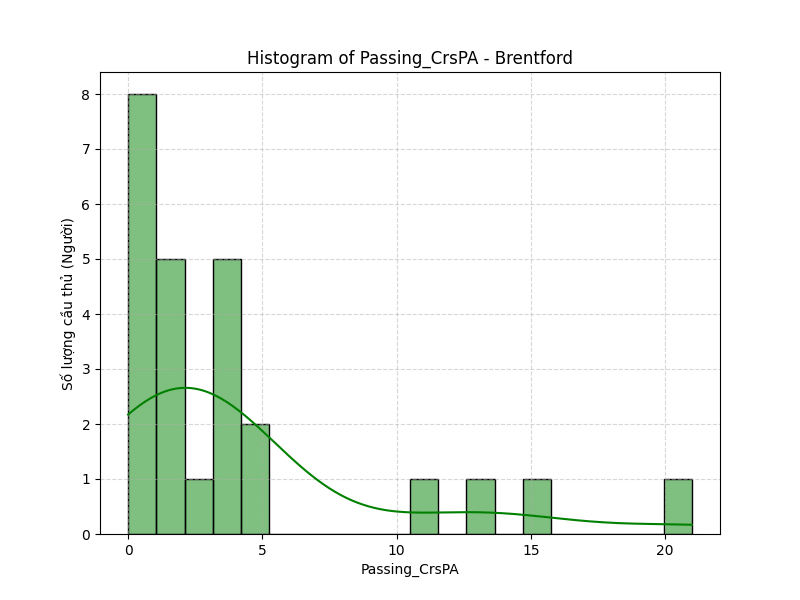 Histogram of Passing_CrsPA - Brentford
Số lượng cầu thủ (Người)
8
7
6
5
4
3
2
1
0
0 5 10 15 20
Passing_CrsPA